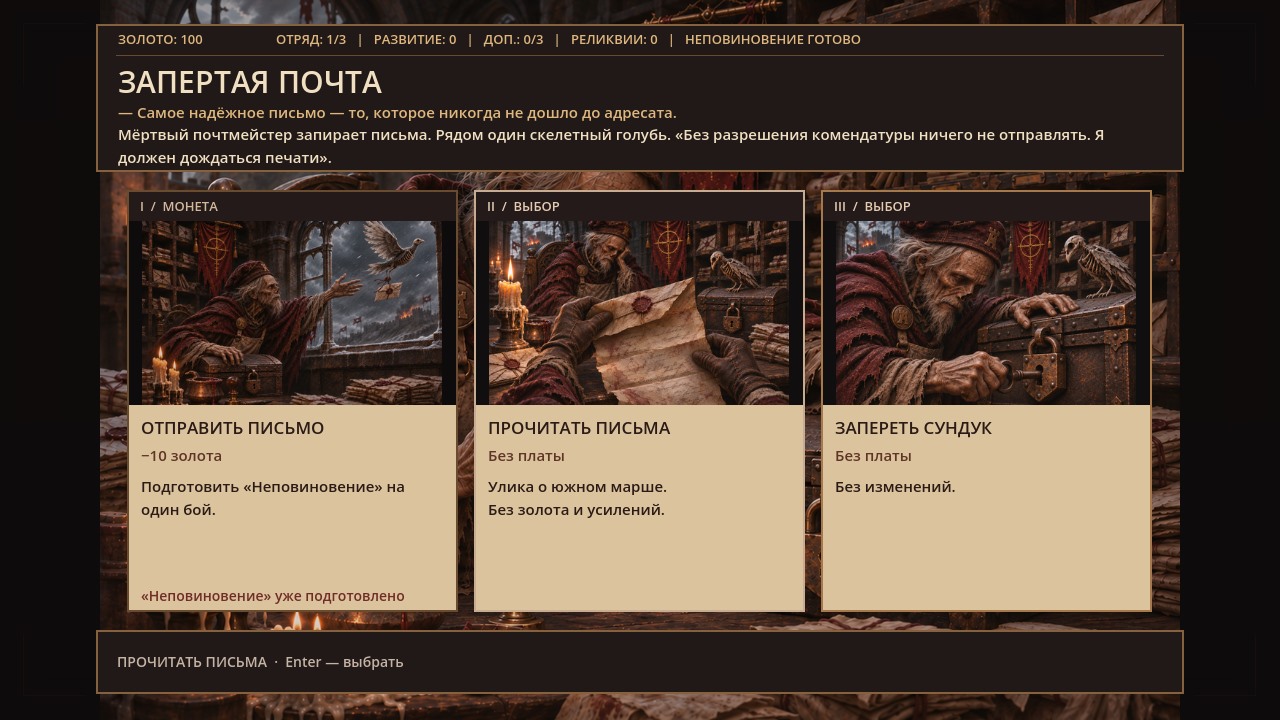 ЗОЛОТО: 100 ОТРЯД: 1/3 | РАЗВИТИЕ: 0 | ДОП.: 0/3 | РЕЛИКВИИ: 0 | НЕПОВИНОВЕНИЕ ГОТОВО
ЗАПЕРТАЯ ПОЧТА
— Самое надёжное письмо — то, которое никогда не дошло до адресата.
Мёртвый почтмейстер запирает письма. Рядом один скелетный голубь. «Без разрешения комендатуры ничего не отправлять. Я
должен дождаться печати».
I / МОНЕТА
ОТПРАВИТЬ ПИСЬМО
−10 золота
Подготовить «Неповиновение» на
один бой.
«Неповиновение» уже подготовлено
II / ВЫБОР
ПРОЧИТАТЬ ПИСЬМА
Без платы
Улика о южном марше.
Без золота и усилений.
III / ВЫБОР
ЗАПЕРЕТЬ СУНДУК
Без платы
Без изменений.
ПРОЧИТАТЬ ПИСЬМА · Enter — выбрать